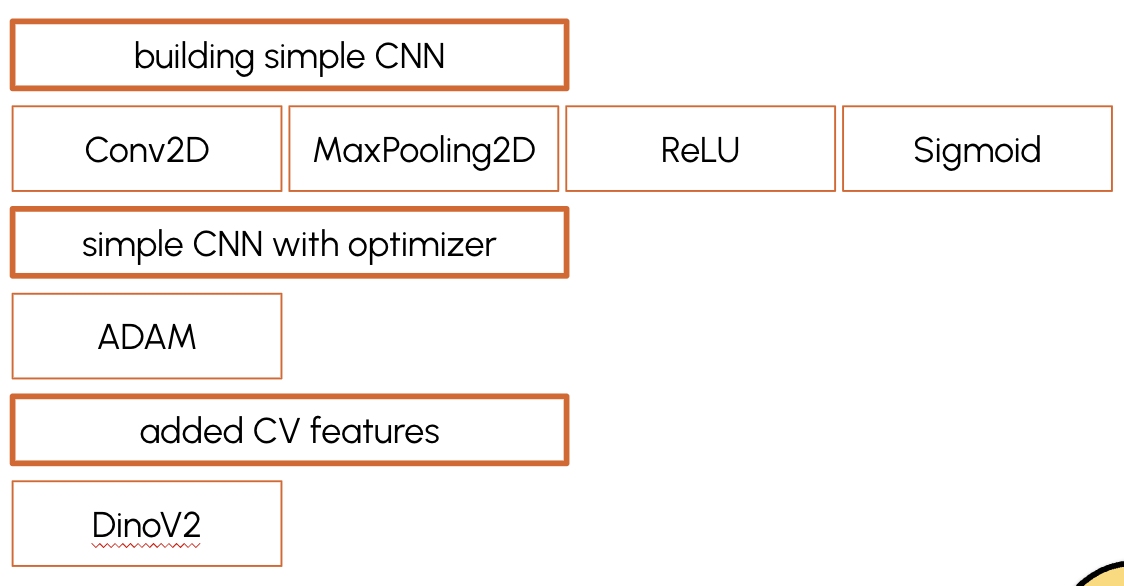 building simple CNN
Conv2D MaxPooling2D ReLU Sigmoid
simple CNN with optimizer
ADAM
added CV features
DinoV2